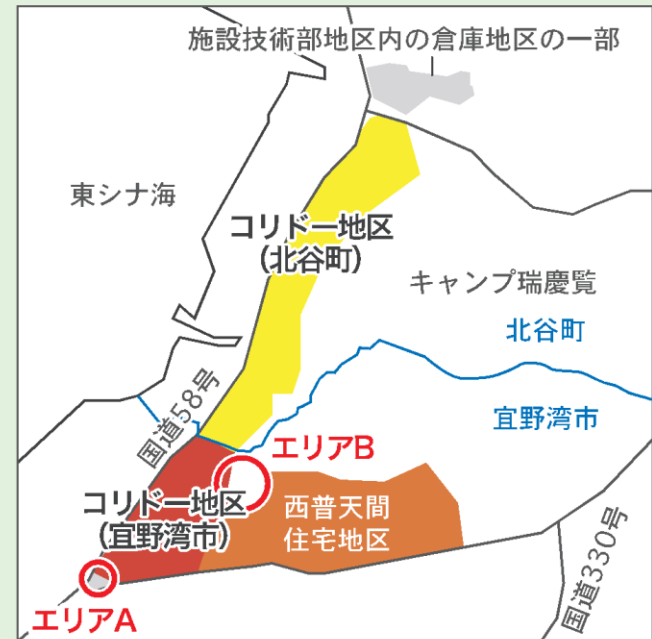 施設技術部地区内の倉庫地区の一部
東シナ海
コリドー地区
(北谷町)
キャンプ瑞慶覧
北谷町
宜野湾市
国道58号
エリアB
コリドー地区
(宜野湾市)
西普天間
住宅地区
国道330号
エリアA